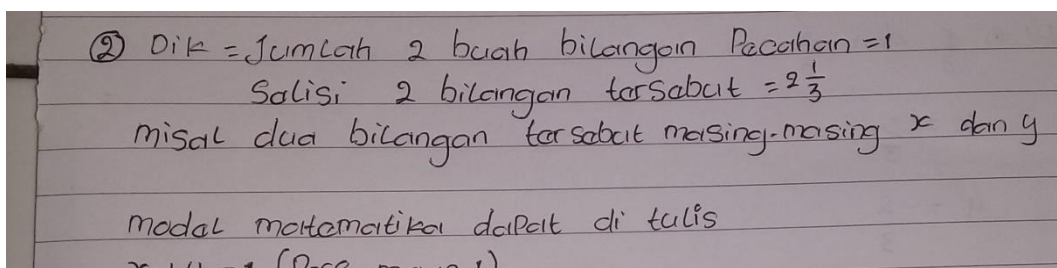 ② Dik = Jumlah 2 buah bilangan Pecahan = 1
Selisi 2 bilangan tersebut = 2 1/3
misal dua bilangan tersebut masing-masing x dan y
model matematika dapat di tulis